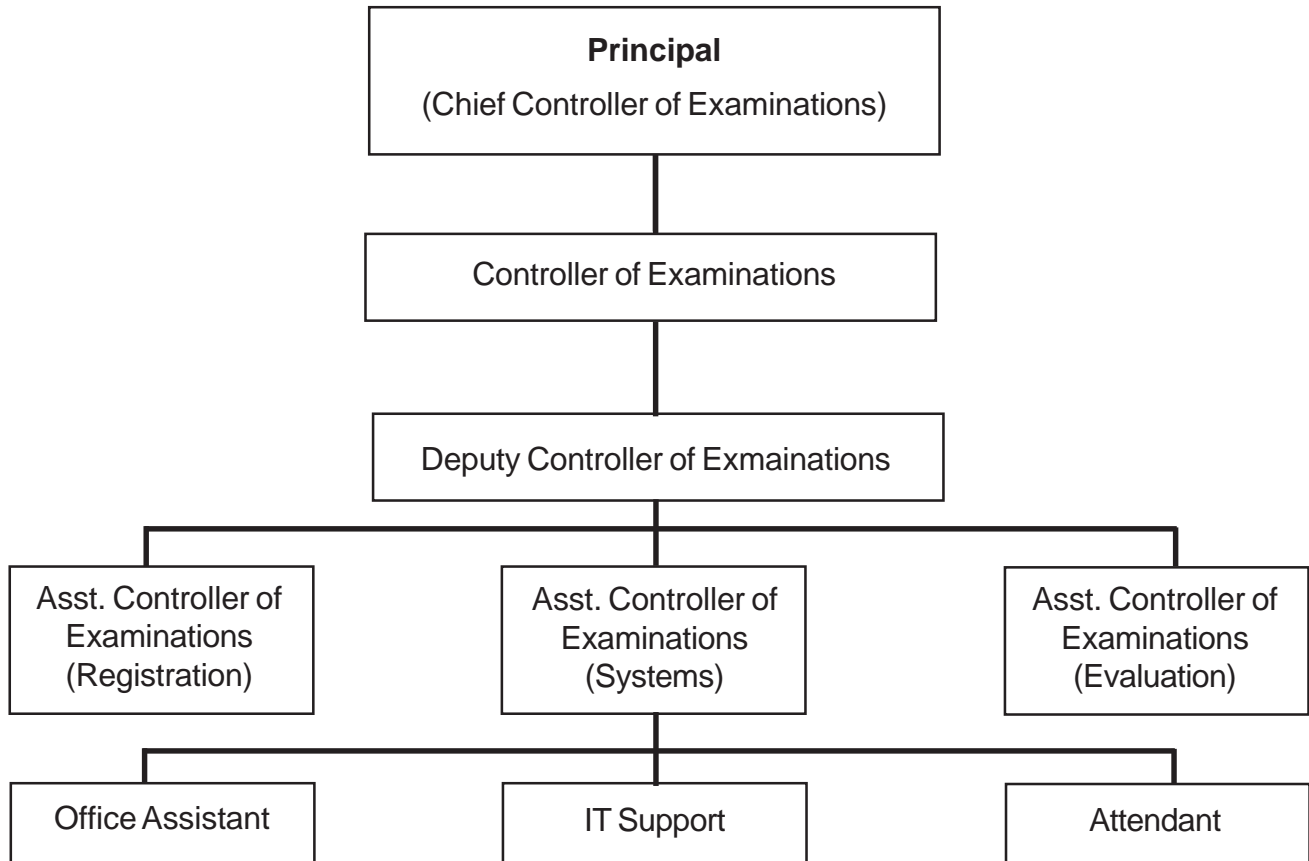 Principal
(Chief Controller of Examinations)
Controller of Examinations
Deputy Controller of Exmainations
Asst. Controller of
Examinations
(Registration)
Asst. Controller of
Examinations
(Systems)
Asst. Controller of
Examinations
(Evaluation)
Office Assistant
IT Support
Attendant